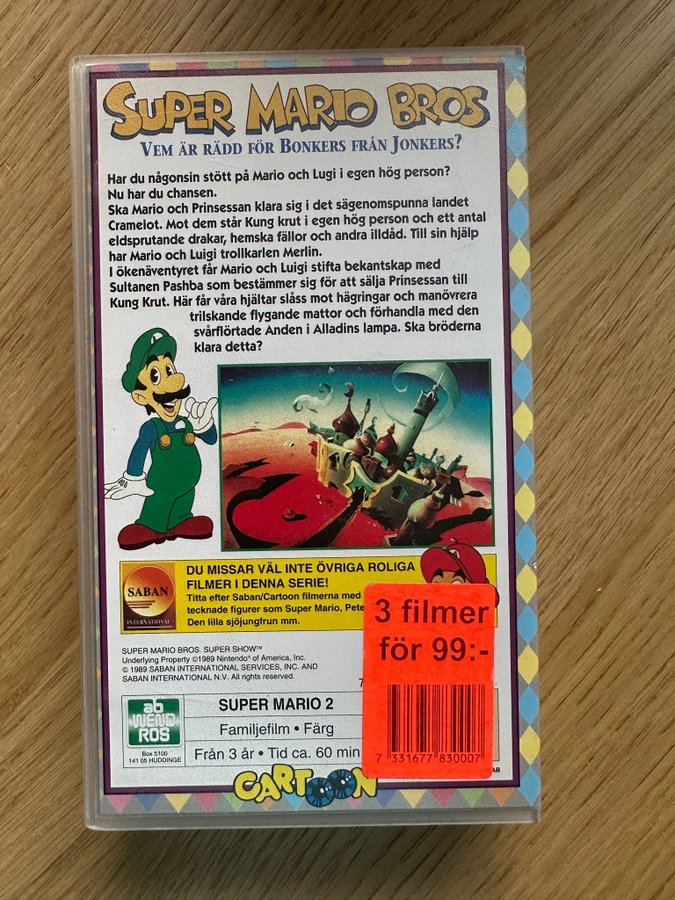 SUPER MARIO BROS
VEM ÄR RÄDD FÖR BONKERS FRÅN JONKERS?
Har du någonsin stött på Mario och Lugi i egen hög person?
Nu har du chansen.
Ska Mario och Prinsessan klara sig i det sägenomspunna landet
Cramelot. Mot dem står Kung krut i egen hög person och ett antal
eldsprutande drakar, hemska fällor och andra illdåd. Till sin hjälp
har Mario och Luigi trollkarlen Merlin.
I ökenäventyret får Mario och Luigi stifta bekantskap med
Sultanen Pashba som bestämmer sig för att sälja Prinsessan till
Kung Krut. Här får våra hjältar slåss mot hägringar och manövrera
trilskande flygande mattor och förhandla med den
svårflörtade Anden i Alladins lampa. Ska bröderna
klara detta?
SABAN
INTERNATIONAL
DU MISSAR VÄL INTE ÖVRIGA ROLIGA
FILMER I DENNA SERIE!
Titta efter Saban/Cartoon filmerna med
tecknade figurer som Super Mario, Pete
Den lilla sjöjungfrun mm.
3 filmer
för 99:-
7 331677 830007
SUPER MARIO BROS. SUPER SHOW™
Underlying Property ©1989 Nintendo® of America, Inc.
© 1989 SABAN INTERNATIONAL SERVICES, INC. AND
SABAN INTERNATIONAL N.V. All rights reserved.
7
ab
WEND
ROS
Box 5100
141 05 HUDDINGE
SUPER MARIO 2
Familjefilm • Färg
Från 3 år • Tid ca. 60 min
AB
CARTOON